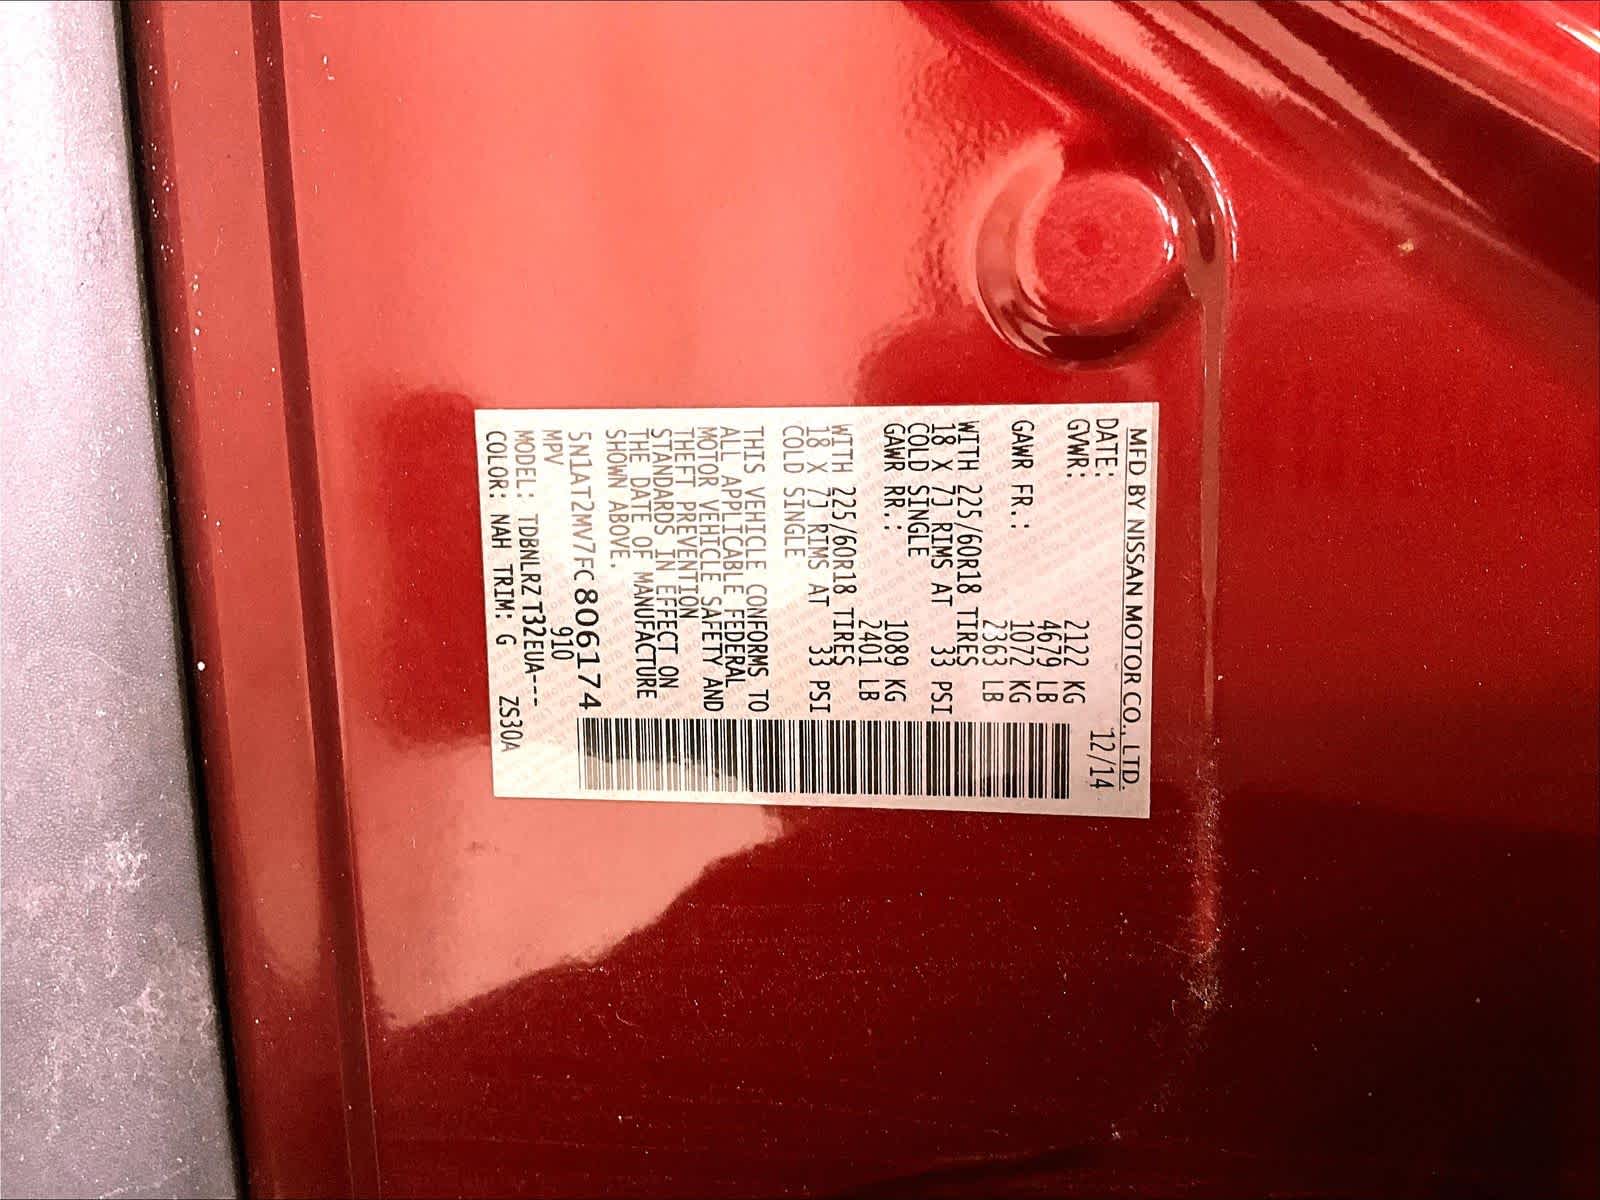 MFD BY NISSAN MOTOR CO., LTD.
DATE: 12/14
GVWR: 2122 KG
4679 LB
GAWR FR.: 1072 KG
2363 LB
WITH 225/60R18 TIRES
18 X 7J RIMS AT 33 PSI
COLD SINGLE
GAWR RR.: 1089 KG
2401 LB
WITH 225/60R18 TIRES
18 X 7J RIMS AT 33 PSI
COLD SINGLE
THIS VEHICLE CONFORMS TO
ALL APPLICABLE FEDERAL
MOTOR VEHICLE SAFETY AND
THEFT PREVENTION
STANDARDS IN EFFECT ON
THE DATE OF MANUFACTURE
SHOWN ABOVE.
5N1AT2MV7FC806174
MPV 910
MODEL: TDBNLRZ T32EUA---
COLOR: NAH TRIM: G ZS30A